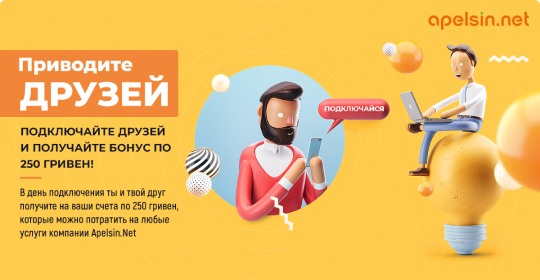 apelsin.net
Приводите
ДРУЗЕЙ
ПОДКЛЮЧАЙТЕ ДРУЗЕЙ
И ПОЛУЧАЙТЕ БОНУС ПО
250 ГРИВЕН!
ПОДКЛЮЧАЙСЯ
В день подключения ты и твой друг
получите на ваши счета по 250 гривен,
которые можно потратить на любые
услуги компании Apelsin.Net